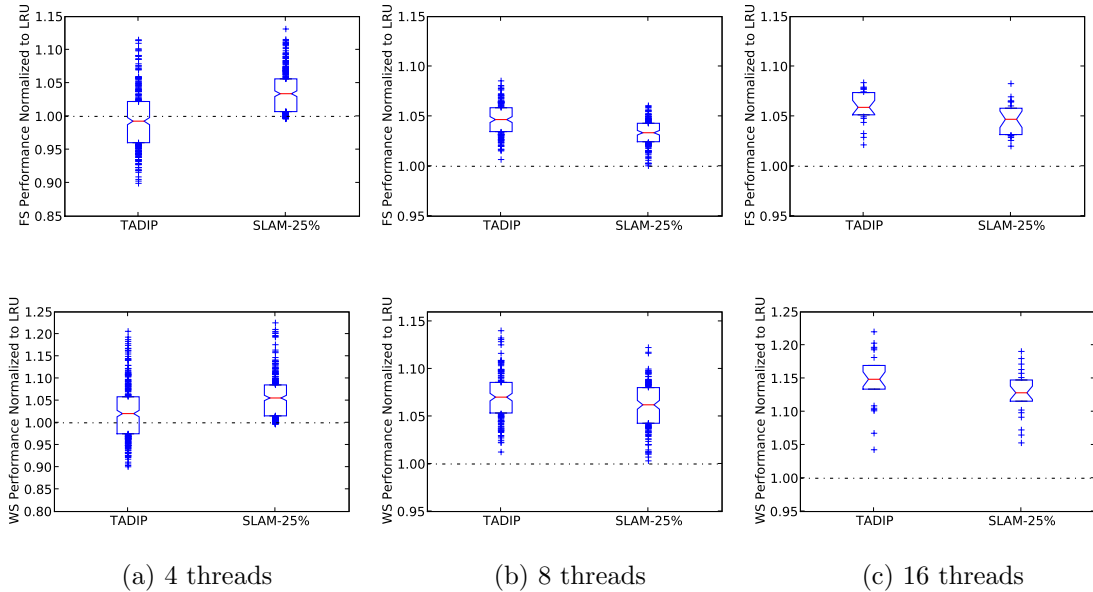 FS Performance Normalized to LRU
1.15
1.10
1.05
1.00
0.95
0.90
0.85
TADIP
SLAM-25%
FS Performance Normalized to LRU
1.15
1.10
1.05
1.00
0.95
TADIP
SLAM-25%
FS Performance Normalized to LRU
1.15
1.10
1.05
1.00
0.95
TADIP
SLAM-25%
WS Performance Normalized to LRU
1.25
1.20
1.15
1.10
1.05
1.00
0.95
0.90
0.85
0.80
TADIP
SLAM-25%
WS Performance Normalized to LRU
1.15
1.10
1.05
1.00
0.95
TADIP
SLAM-25%
WS Performance Normalized to LRU
1.25
1.20
1.15
1.10
1.05
1.00
0.95
TADIP
SLAM-25%
(a) 4 threads
(b) 8 threads
(c) 16 threads